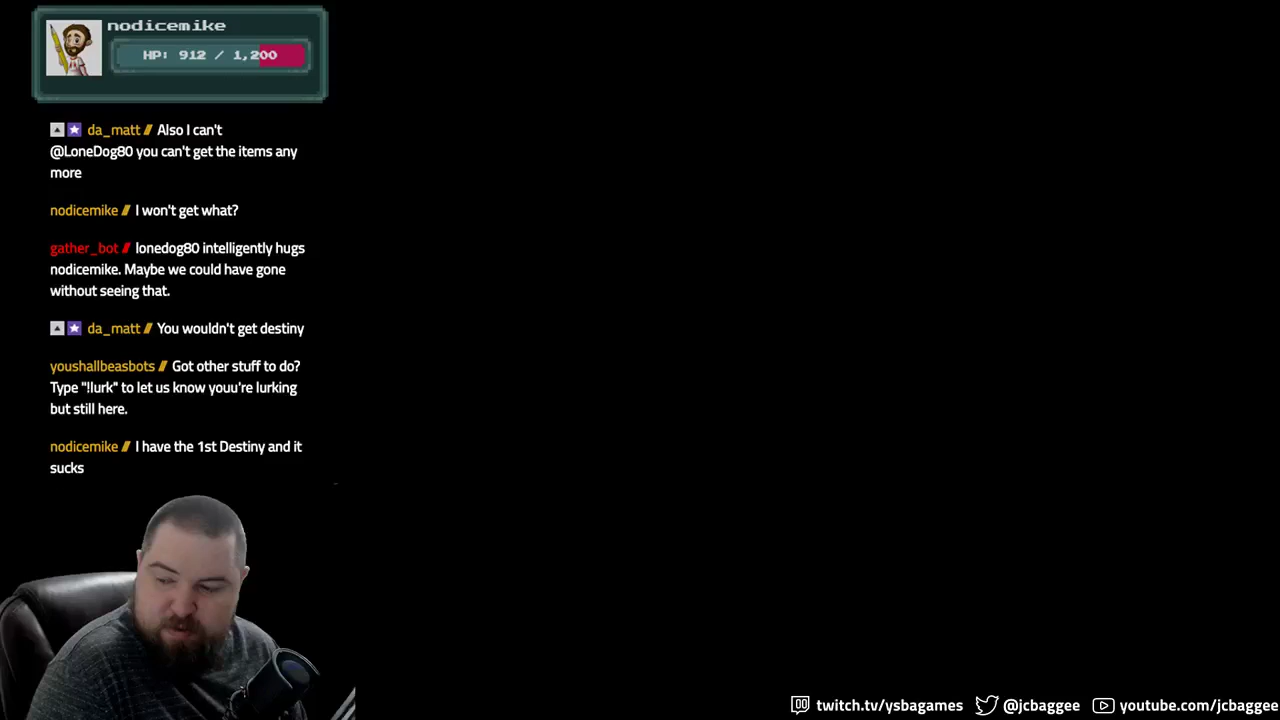 nodicemike
HP: 912 / 1,200
da_matt // Also I can't
@LoneDog80 you can't get the items any
more
nodicemike // I won't get what?
gather_bot // lonedog80 intelligently hugs
nodicemike. Maybe we could have gone
without seeing that.
da_matt // You wouldn't get destiny
youshallbeasbots // Got other stuff to do?
Type "!lurk" to let us know youu're lurking
but still here.
nodicemike // I have the 1st Destiny and it
sucks
twitch.tv/ysbagames @jcbaggee youtube.com/jcbaggee